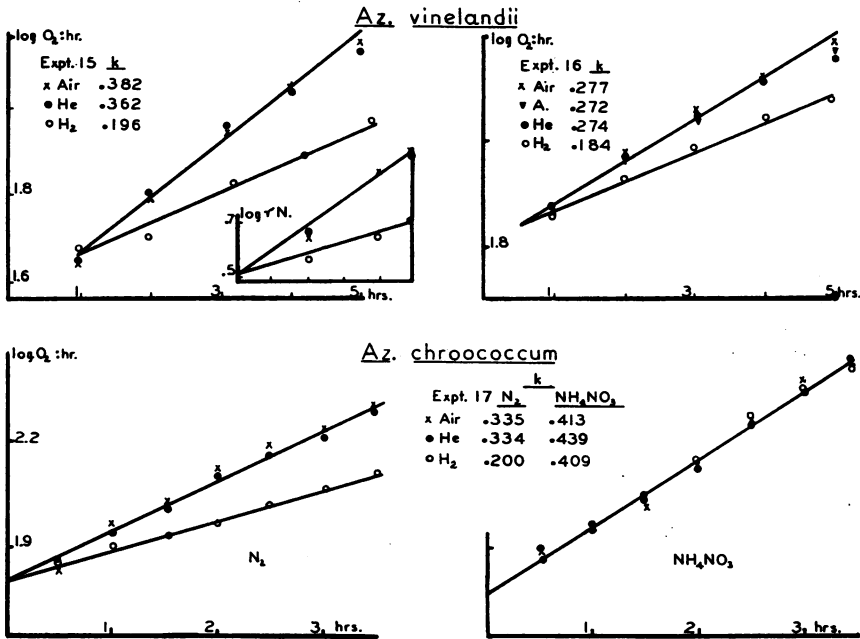 Az. vinelandii
log O₂:hr.
Expt. 15 k
x Air .382
● He .362
○ H₂ .196
1.8
1.6
log γ N.
.7
.5
1 3 5 hrs.
log O₂:hr.
Expt. 16 k
x Air .277
▼ A. .272
● He .274
○ H₂ .184
1.8
1 3 5 hrs.
Az. chroococcum
log O₂:hr.
k
Expt. 17 N₂ NH₄NO₃
x Air .335 .413
● He .334 .439
○ H₂ .200 .409
2.2
1.9
N₂
1 2 3 hrs.
NH₄NO₃
1 2 3 hrs.